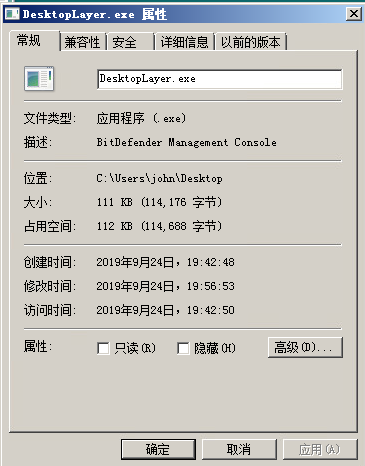 DesktopLayer.exe 属性
常规 兼容性 安全 详细信息 以前的版本
DesktopLayer.exe
文件类型: 应用程序 (.exe)
描述: BitDefender Management Console
位置: C:\Users\john\Desktop
大小: 111 KB (114,176 字节)
占用空间: 112 KB (114,688 字节)
创建时间: 2019年9月24日，19:42:48
修改时间: 2019年9月24日，19:56:53
访问时间: 2019年9月24日，19:42:50
属性: 只读(R) 隐藏(H) 高级(D)...
确定 取消 应用(A)